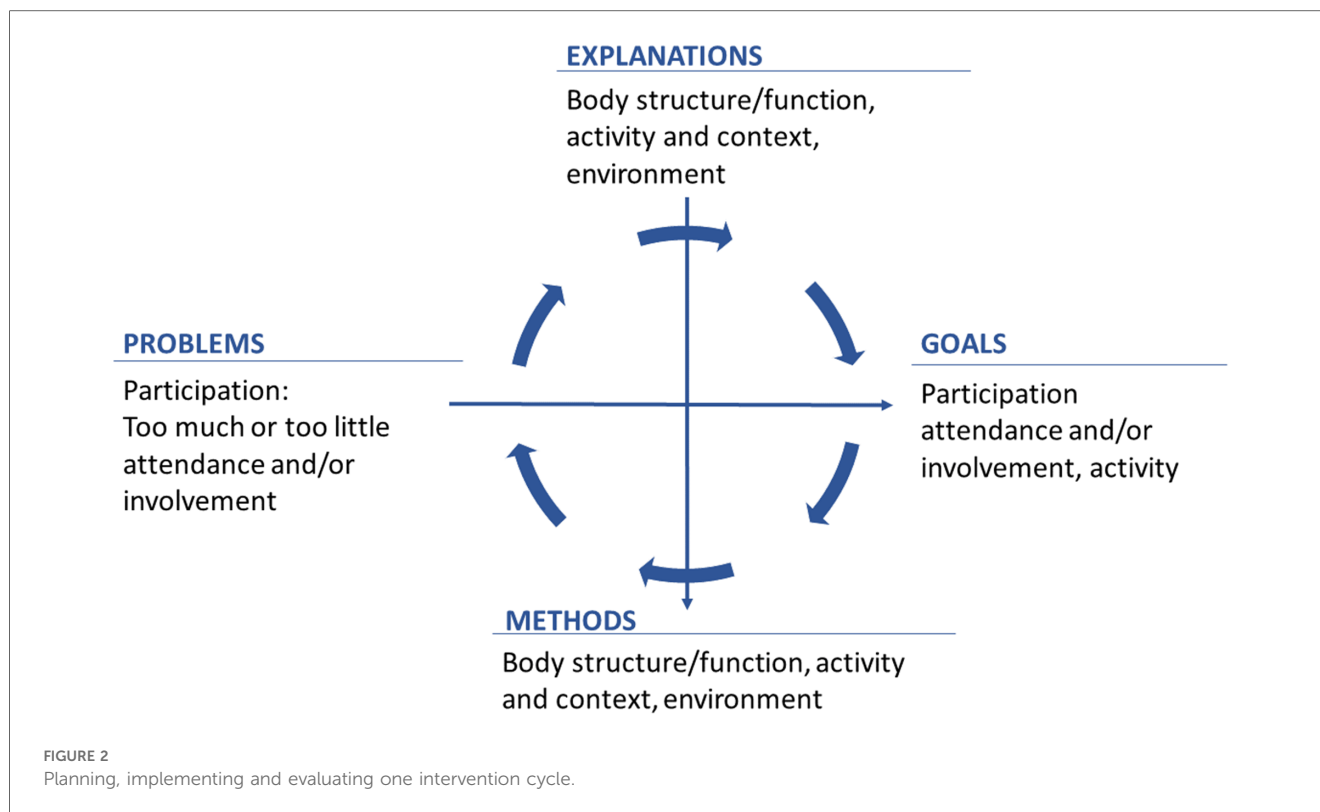 EXPLANATIONS
Body structure/function,
activity and context,
environment
PROBLEMS
Participation:
Too much or too little
attendance and/or
involvement
GOALS
Participation
attendance and/or
involvement, activity
METHODS
Body structure/function, activity
and context, environment
FIGURE 2
Planning, implementing and evaluating one intervention cycle.